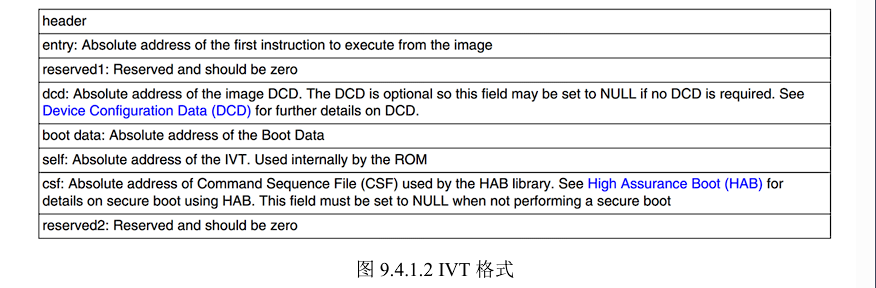 header
entry: Absolute address of the first instruction to execute from the image
reserved1: Reserved and should be zero
dcd: Absolute address of the image DCD. The DCD is optional so this field may be set to NULL if no DCD is required. See
Device Configuration Data (DCD) for further details on DCD.
boot data: Absolute address of the Boot Data
self: Absolute address of the IVT. Used internally by the ROM
csf: Absolute address of Command Sequence File (CSF) used by the HAB library. See High Assurance Boot (HAB) for
details on secure boot using HAB. This field must be set to NULL when not performing a secure boot
reserved2: Reserved and should be zero
图 9.4.1.2 IVT 格式